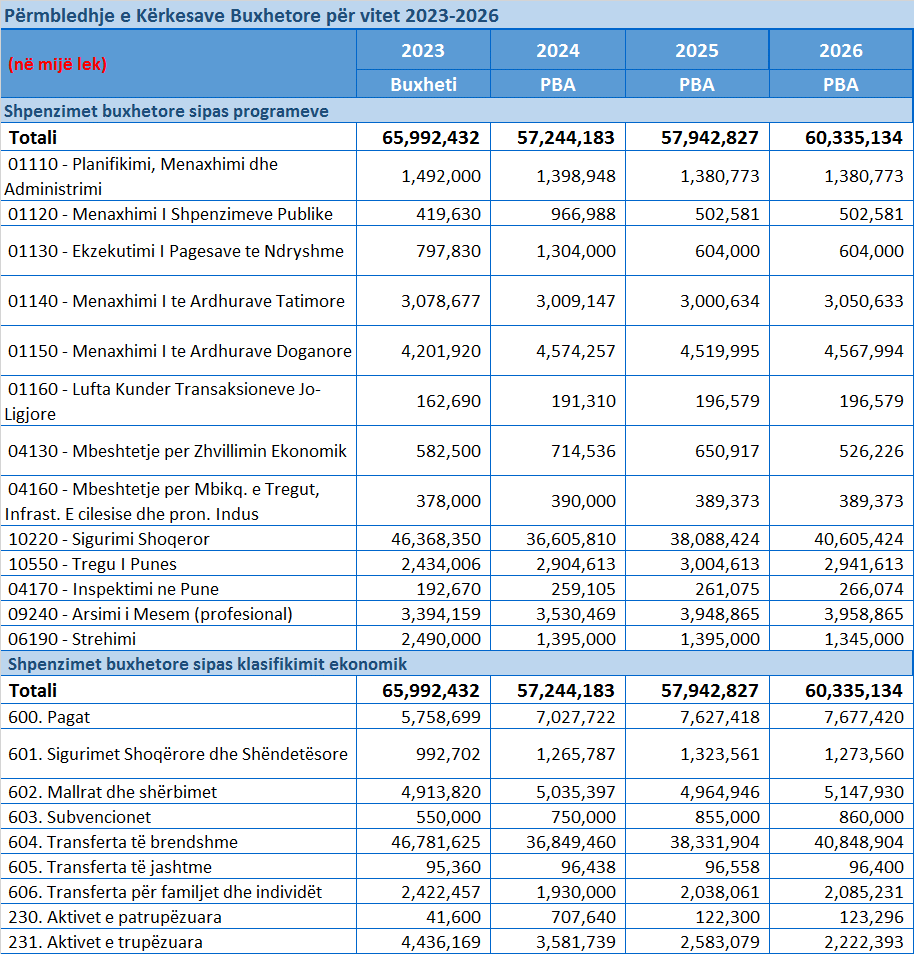 Përmbledhje e Kërkesave Buxhetore për vitet 2023-2026
(në mijë lek) 2023 2024 2025 2026
Buxheti PBA PBA PBA
Shpenzimet buxhetore sipas programeve
Totali 65,992,432 57,244,183 57,942,827 60,335,134
01110 - Planifikimi, Menaxhimi dhe
Administrimi 1,492,000 1,398,948 1,380,773 1,380,773
01120 - Menaxhimi I Shpenzimeve Publike 419,630 966,988 502,581 502,581
01130 - Ekzekutimi I Pagesave te Ndryshme 797,830 1,304,000 604,000 604,000
01140 - Menaxhimi I te Ardhurave Tatimore 3,078,677 3,009,147 3,000,634 3,050,633
01150 - Menaxhimi I te Ardhurave Doganore 4,201,920 4,574,257 4,519,995 4,567,994
01160 - Lufta Kunder Transaksioneve Jo-
Ligjore 162,690 191,310 196,579 196,579
04130 - Mbeshtetje per Zhvillimin Ekonomik 582,500 714,536 650,917 526,226
04160 - Mbeshtetje per Mbikq. e Tregut,
Infrast. E cilesise dhe pron. Indus 378,000 390,000 389,373 389,373
10220 - Sigurimi Shoqeror 46,368,350 36,605,810 38,088,424 40,605,424
10550 - Tregu I Punes 2,434,006 2,904,613 3,004,613 2,941,613
04170 - Inspektimi ne Pune 192,670 259,105 261,075 266,074
09240 - Arsimi i Mesem (profesional) 3,394,159 3,530,469 3,948,865 3,958,865
06190 - Strehimi 2,490,000 1,395,000 1,395,000 1,345,000
Shpenzimet buxhetore sipas klasifikimit ekonomik
Totali 65,992,432 57,244,183 57,942,827 60,335,134
600. Pagat 5,758,699 7,027,722 7,627,418 7,677,420
601. Sigurimet Shoqërore dhe Shëndetësore 992,702 1,265,787 1,323,561 1,273,560
602. Mallrat dhe shërbimet 4,913,820 5,035,397 4,964,946 5,147,930
603. Subvencionet 550,000 750,000 855,000 860,000
604. Transferta të brendshme 46,781,625 36,849,460 38,331,904 40,848,904
605. Transferta të jashtme 95,360 96,438 96,558 96,400
606. Transferta për familjet dhe individët 2,422,457 1,930,000 2,038,061 2,085,231
230. Aktivet e patrupëzuara 41,600 707,640 122,300 123,296
231. Aktivet e trupëzuara 4,436,169 3,581,739 2,583,079 2,222,393